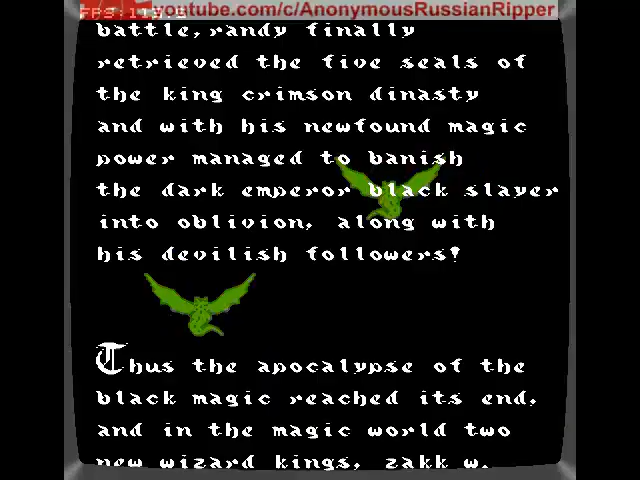 youtube.com/c/AnonymousRussianRipper
battle, randy finally
retrieved the five seals of
the king crimson dinasty
and with his newfound magic
power managed to banish
the dark emperor black slayer
into oblivion, along with
his devilish followers!
Thus the apocalypse of the
black magic reached its end.
and in the magic world two
new wizard kings, zakk w.